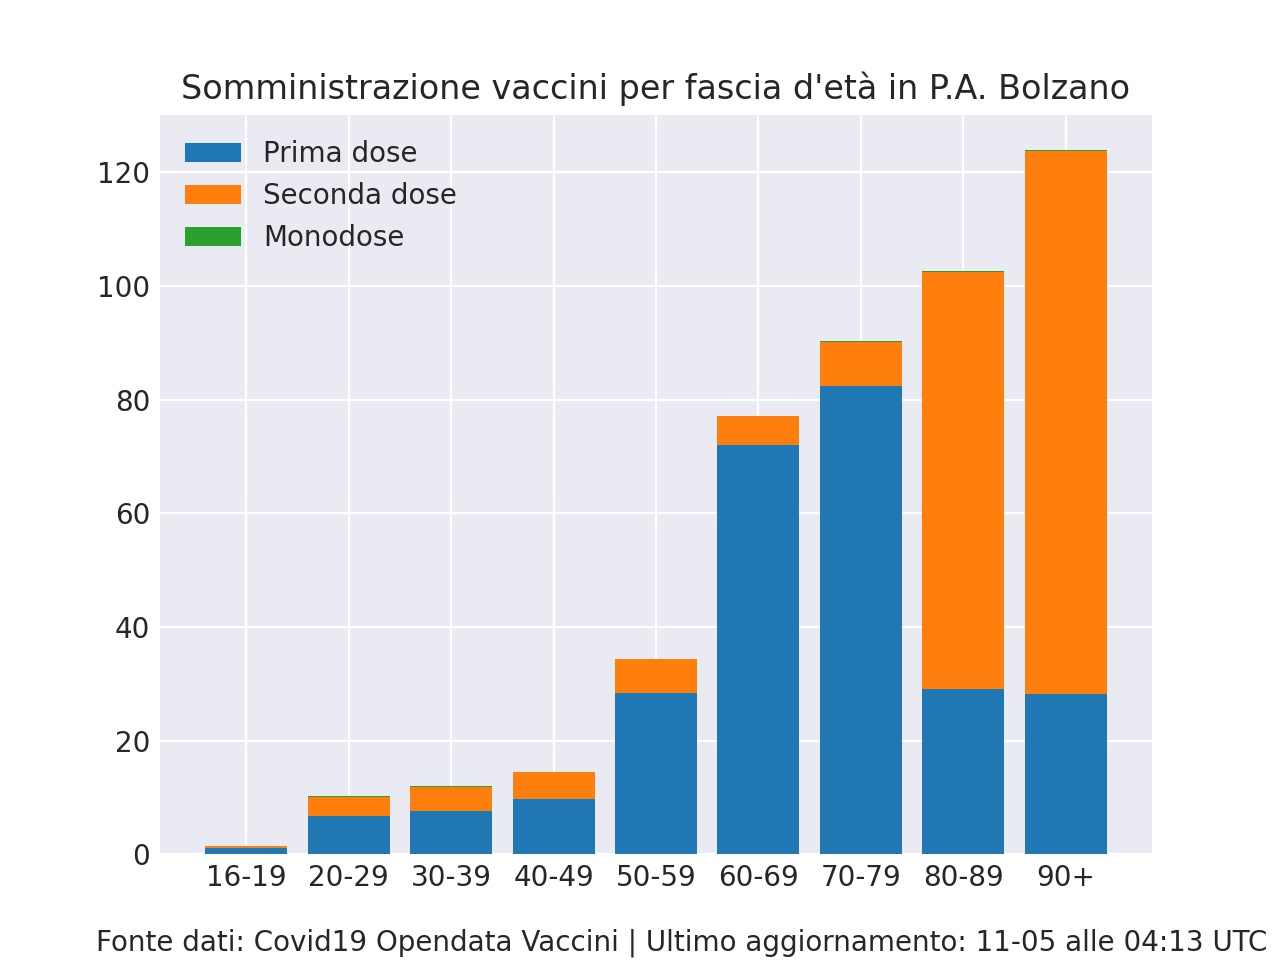 Somministrazione vaccini per fascia d'età in P.A. Bolzano
Prima dose
Seconda dose
Monodose
120
100
80
60
40
20
0
16-19 20-29 30-39 40-49 50-59 60-69 70-79 80-89 90+
Fonte dati: Covid19 Opendata Vaccini | Ultimo aggiornamento: 11-05 alle 04:13 UTC